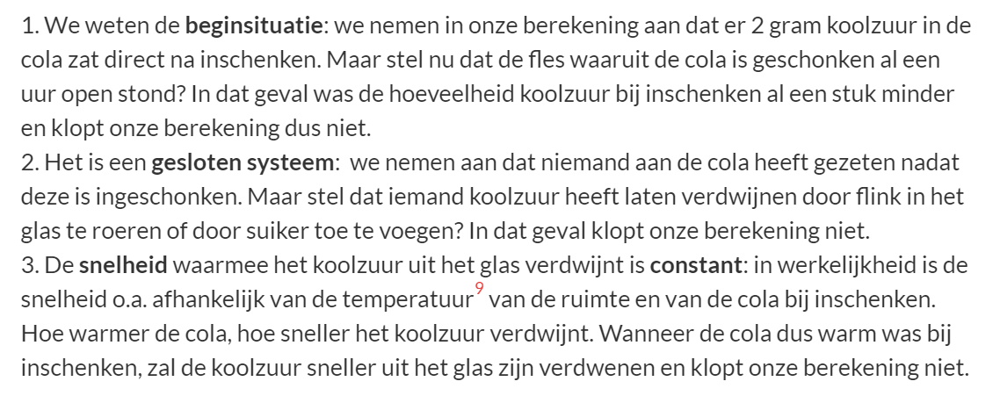 1. We weten de beginsituatie: we nemen in onze berekening aan dat er 2 gram koolzuur in de
cola zat direct na inschenken. Maar stel nu dat de fles waaruit de cola is geschonken al een
uur open stond? In dat geval was de hoeveelheid koolzuur bij inschenken al een stuk minder
en klopt onze berekening dus niet.
2. Het is een gesloten systeem:  we nemen aan dat niemand aan de cola heeft gezeten nadat
deze is ingeschonken. Maar stel dat iemand koolzuur heeft laten verdwijnen door flink in het
glas te roeren of door suiker toe te voegen? In dat geval klopt onze berekening niet.
3. De snelheid waarmee het koolzuur uit het glas verdwijnt is constant: in werkelijkheid is de
snelheid o.a. afhankelijk van de temperatuur⁹ van de ruimte en van de cola bij inschenken.
Hoe warmer de cola, hoe sneller het koolzuur verdwijnt. Wanneer de cola dus warm was bij
inschenken, zal de koolzuur sneller uit het glas zijn verdwenen en klopt onze berekening niet.